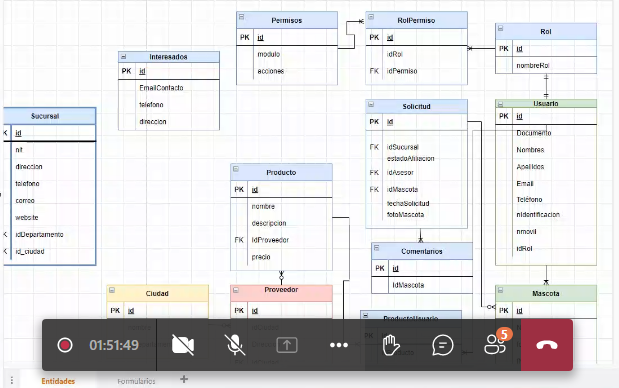 Permisos
PK id
modulo
acciones
RolPermiso
PK id
idRol
FK idPermiso
Rol
PK id
nombreRol
Interesados
PK id
EmailContacto
telefono
direccion
Sucursal
id
nit
direccion
telefono
correo
website
idDepartamento
id_ciudad
Solicitud
PK id
FK idSucursal
estadoAfiliacion
FK idAsesor
FK idMascota
fechaSolicitud
fotoMascota
Usuario
PK id
Documento
Nombres
Apellidos
Email
Teléfono
nIdentificacion
nmovil
idRol
Producto
PK id
nombre
descripcion
FK idProveedor
precio
Comentarios
PK id
IdMascota
Ciudad
PK id
Proveedor
PK id
ProductoUsuario
Mascota
PK id
01:51:49
5
Entidades
Formularios